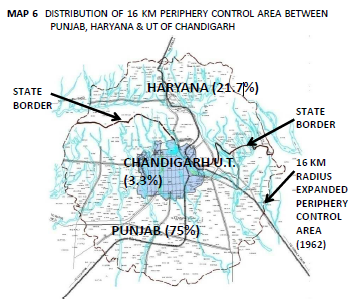 MAP 6 DISTRIBUTION OF 16 KM PERIPHERY CONTROL AREA BETWEEN
PUNJAB, HARYANA & UT OF CHANDIGARH
HARYANA (21.7%)
STATE
BORDER
STATE
BORDER
CHANDIGARH U.T.
(3.3%)
16 KM
RADIUS
-EXPANDED
PERIPHERY
CONTROL
AREA
(1962)
PUNJAB (75%)